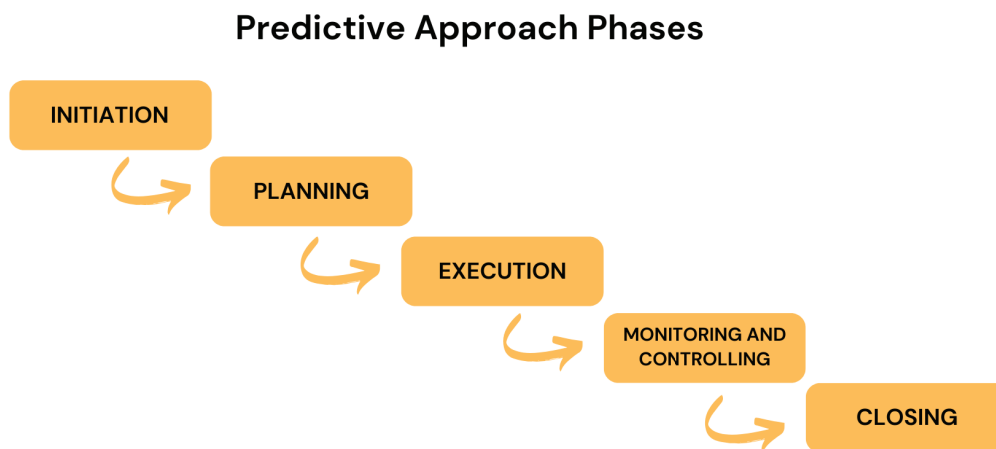 Predictive Approach Phases
INITIATION
PLANNING
EXECUTION
MONITORING AND
CONTROLLING
CLOSING